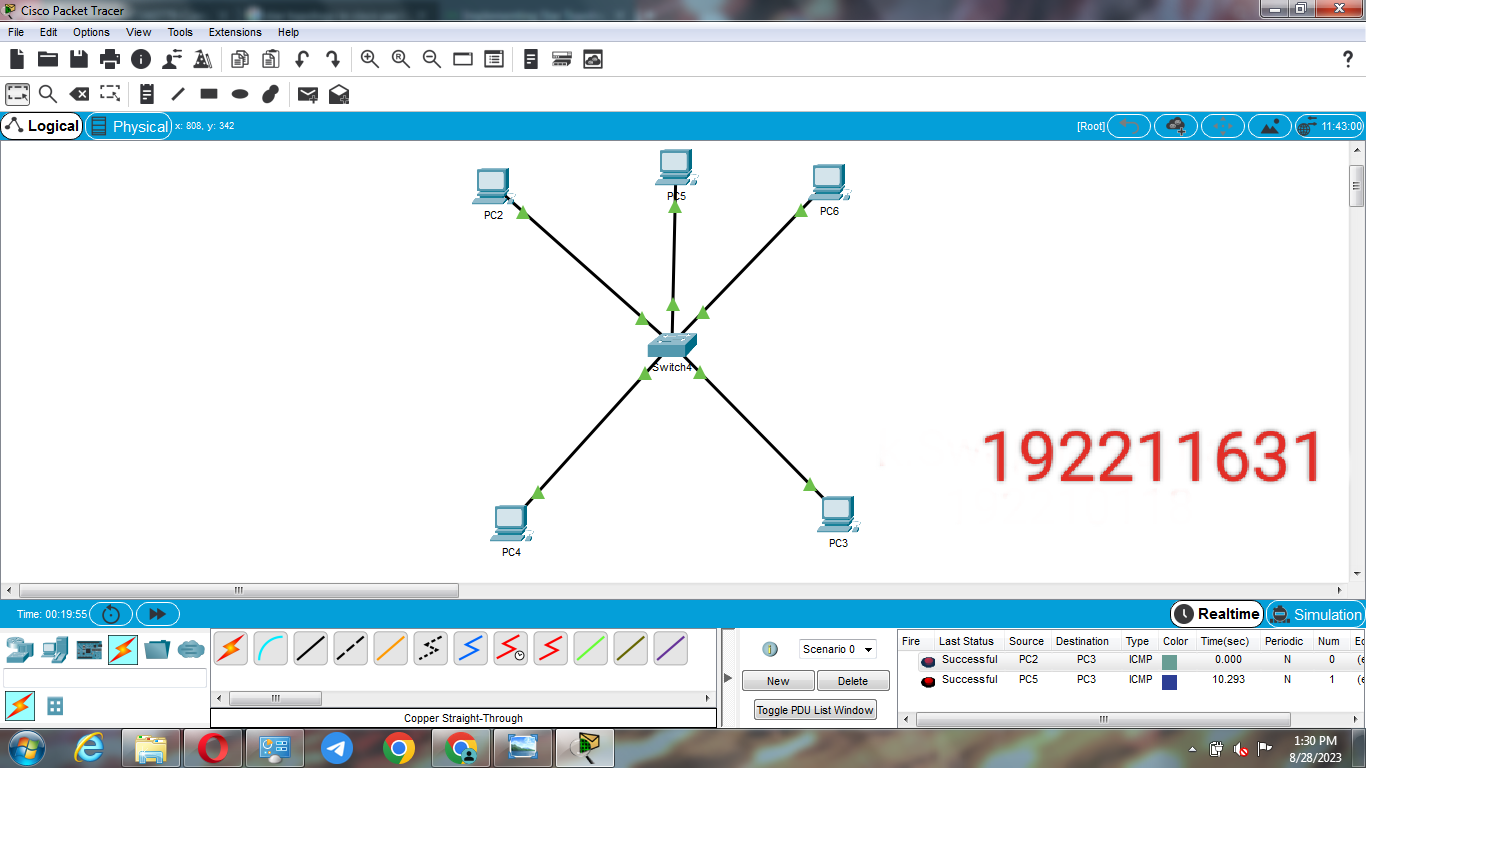 Cisco Packet Tracer
File Edit Options View Tools Extensions Help
?
Logical Physical x: 808, y: 342 [Root] 11:43:00
PC5
PC2 PC6
Switch4
192211631
PC4 PC3
Time: 00:19:55 Realtime Simulation
Fire Last Status Source Destination Type Color Time(sec) Periodic Num Ed
Scenario 0
Successful PC2 PC3 ICMP 0.000 N 0 (e
New Delete
Successful PC5 PC3 ICMP 10.293 N 1 (e
Toggle PDU List Window
Copper Straight-Through
1:30 PM
8/28/2023